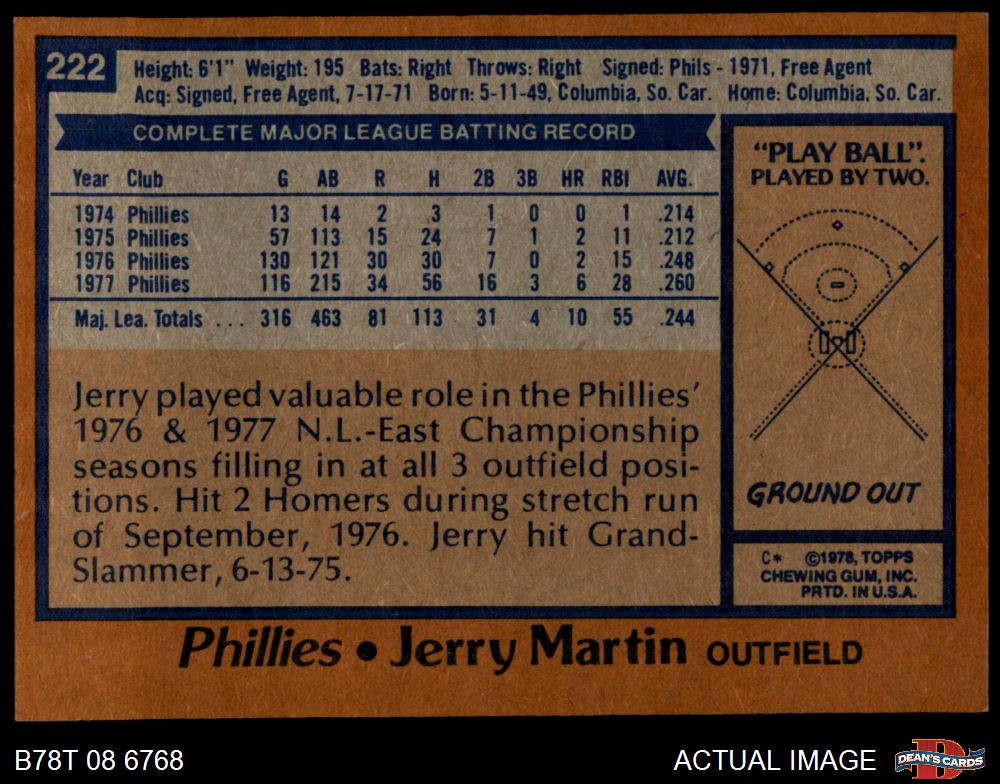 222
Height: 6'1" Weight: 195 Bats: Right Throws: Right Signed: Phils - 1971, Free Agent
Acq: Signed, Free Agent, 7-17-71 Born: 5-11-49, Columbia, So. Car. Home: Columbia, So. Car.
COMPLETE MAJOR LEAGUE BATTING RECORD
Year Club G AB R H 2B 3B HR RBI AVG.
1974 Phillies 13 14 2 3 1 0 0 1 .214
1975 Phillies 57 113 15 24 7 1 2 11 .212
1976 Phillies 130 121 30 30 7 0 2 15 .248
1977 Phillies 116 215 34 56 16 3 6 28 .260
Maj. Lea. Totals ... 316 463 81 113 31 4 10 55 .244
Jerry played valuable role in the Phillies'
1976 & 1977 N.L.-East Championship
seasons filling in at all 3 outfield posi-
tions. Hit 2 Homers during stretch run
of September, 1976. Jerry hit Grand-
Slammer, 6-13-75.
"PLAY BALL".
PLAYED BY TWO.
GROUND OUT
C* ©1978, TOPPS
CHEWING GUM, INC.
PRTD. IN U.S.A.
Phillies • Jerry Martin OUTFIELD
B78T 08 6768
ACTUAL IMAGE
D
DEAN'S CARDS